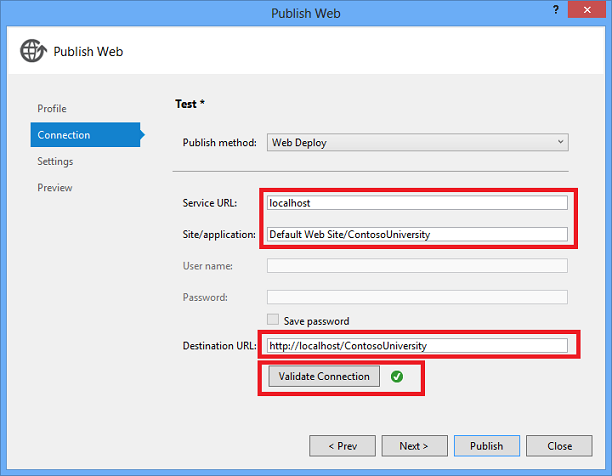 Publish Web
?
Publish Web
Profile
Connection
Settings
Preview
Test *
Publish method: Web Deploy
Service URL: localhost
Site/application: Default Web Site/ContosoUniversity
User name:
Password:
Save password
Destination URL: http://localhost/ContosoUniversity
Validate Connection
< Prev Next > Publish Close